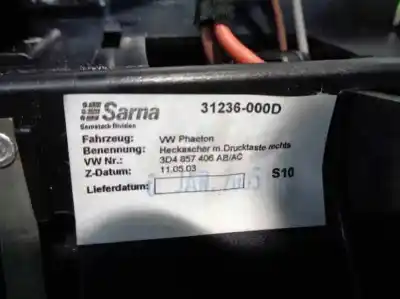 Sarna 31236-000D
Sarnatech Division
Fahrzeug: VW Phaeton
Benennung: Heckascher m.Drucktaste rechts
VW Nr.: 3D4 857 406 AB/AC
Z-Datum: 11.05.03
Lieferdatum: S10